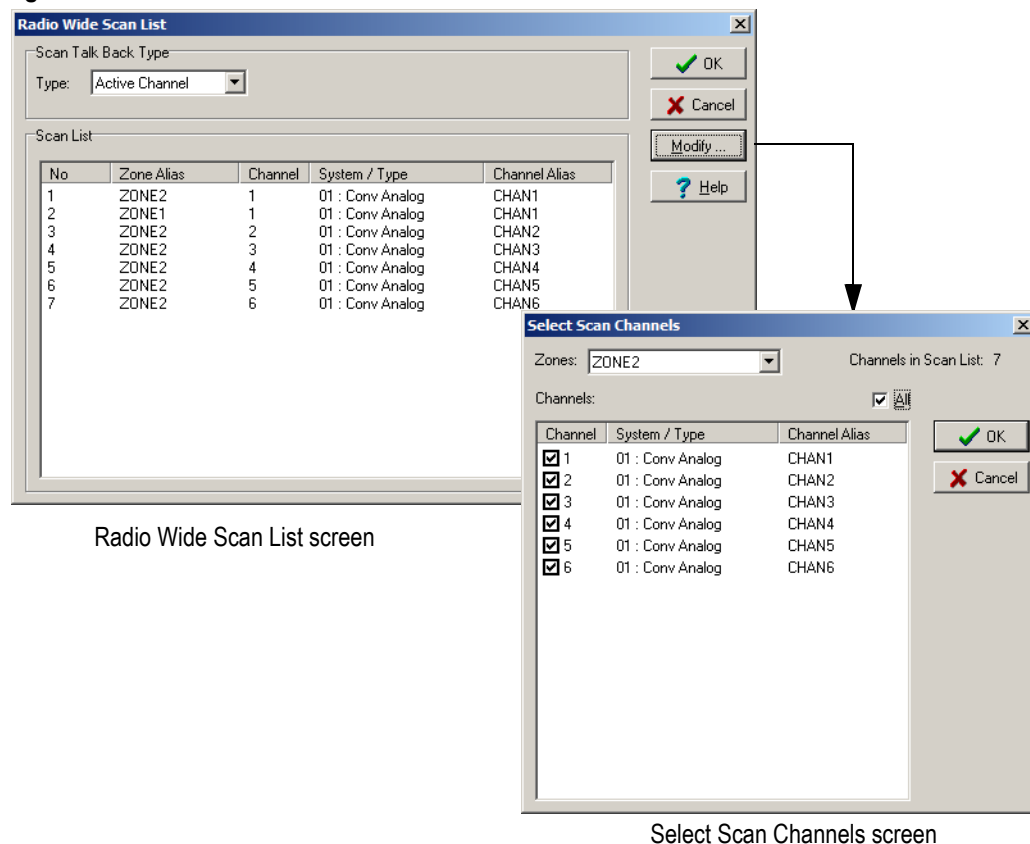 Radio Wide Scan List
Scan Talk Back Type
Type: Active Channel
OK
Cancel
Modify ...
Help
Scan List
No Zone Alias Channel System / Type Channel Alias
1 ZONE2 1 01 : Conv Analog CHAN1
2 ZONE1 1 01 : Conv Analog CHAN1
3 ZONE2 2 01 : Conv Analog CHAN2
4 ZONE2 3 01 : Conv Analog CHAN3
5 ZONE2 4 01 : Conv Analog CHAN4
6 ZONE2 5 01 : Conv Analog CHAN5
7 ZONE2 6 01 : Conv Analog CHAN6
Radio Wide Scan List screen
Select Scan Channels
Zones: ZONE2 Channels in Scan List: 7
Channels: All
Channel System / Type Channel Alias
1 01 : Conv Analog CHAN1
2 01 : Conv Analog CHAN2
3 01 : Conv Analog CHAN3
4 01 : Conv Analog CHAN4
5 01 : Conv Analog CHAN5
6 01 : Conv Analog CHAN6
OK
Cancel
Select Scan Channels screen